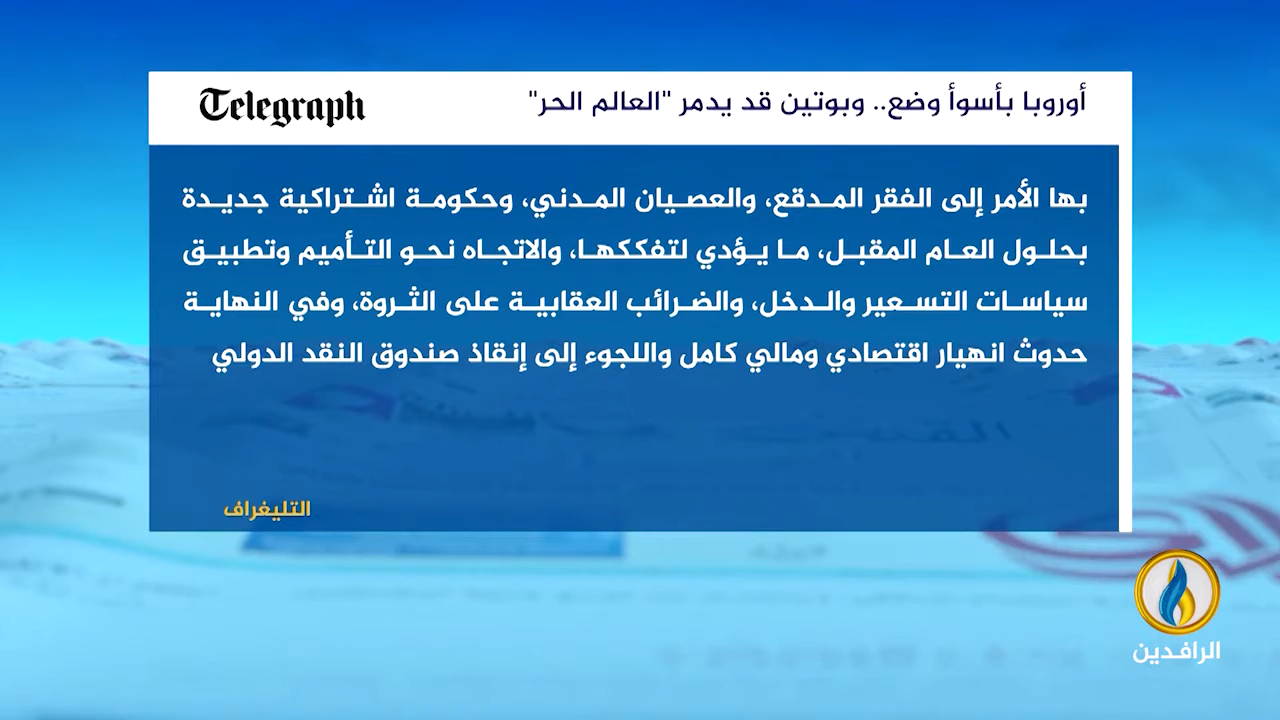 أوروبا بأسوأ وضع.. وبوتين قد يدمر "العالم الحر"
Telegraph
بها الأمر إلى الفقر المدقع، والعصيان المدني، وحكومة اشتراكية جديدة
بحلول العام المقبل، ما يؤدي لتفككها، والاتجاه نحو التأميم وتطبيق
سياسات التسعير والدخل، والضرائب العقابية على الثروة، وفي النهاية
حدوث انهيار اقتصادي ومالي كامل واللجوء إلى إنقاذ صندوق النقد الدولي
التليغراف
الرافدين